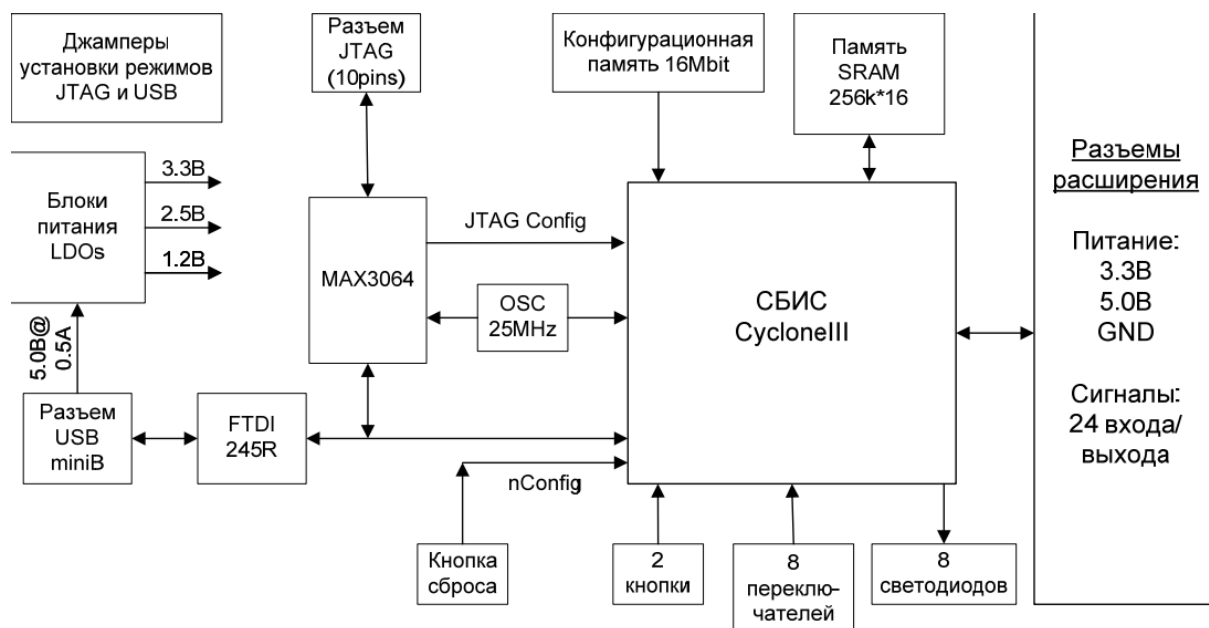 Джамперы
установки режимов
JTAG и USB
Разъем
JTAG
(10pins)
Конфигурационная
память 16Mbit
Память
SRAM
256k*16
Блоки
питания
LDOs
3.3В
2.5В
1.2В
5.0В@
0.5А
MAX3064
JTAG Config
OSC
25MHz
СБИС
CycloneIII
Разъемы
расширения
Питание:
3.3В
5.0В
GND
Сигналы:
24 входа/
выхода
Разъем
USB
miniB
FTDI
245R
nConfig
Кнопка
сброса
2
кнопки
8
переклю-
чателей
8
светодиодов